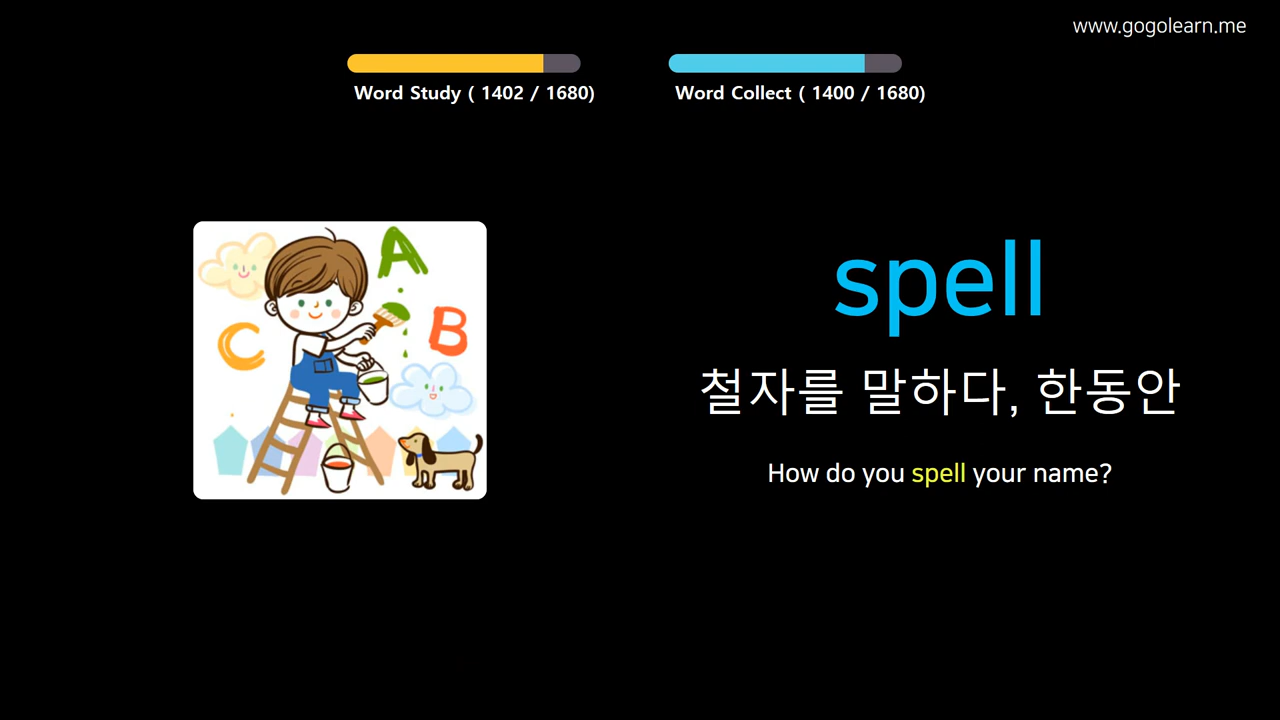 www.gogolearn.me
Word Study ( 1402 / 1680)
Word Collect ( 1400 / 1680)
A
B
C
spell
철자를 말하다, 한동안
How do you spell your name?